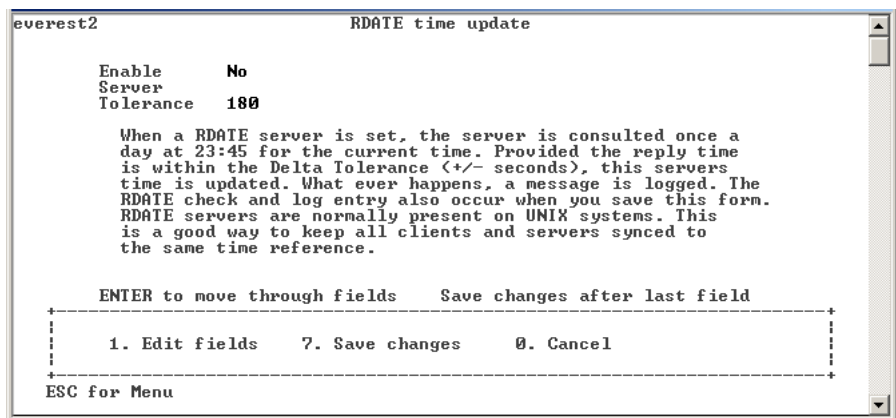 everest2 RDATE time update
Enable No
Server
Tolerance 180
When a RDATE server is set, the server is consulted once a
day at 23:45 for the current time. Provided the reply time
is within the Delta Tolerance (+/- seconds), this servers
time is updated. What ever happens, a message is logged. The
RDATE check and log entry also occur when you save this form.
RDATE servers are normally present on UNIX systems. This
is a good way to keep all clients and servers synced to
the same time reference.
ENTER to move through fields Save changes after last field
1. Edit fields 7. Save changes 0. Cancel
ESC for Menu